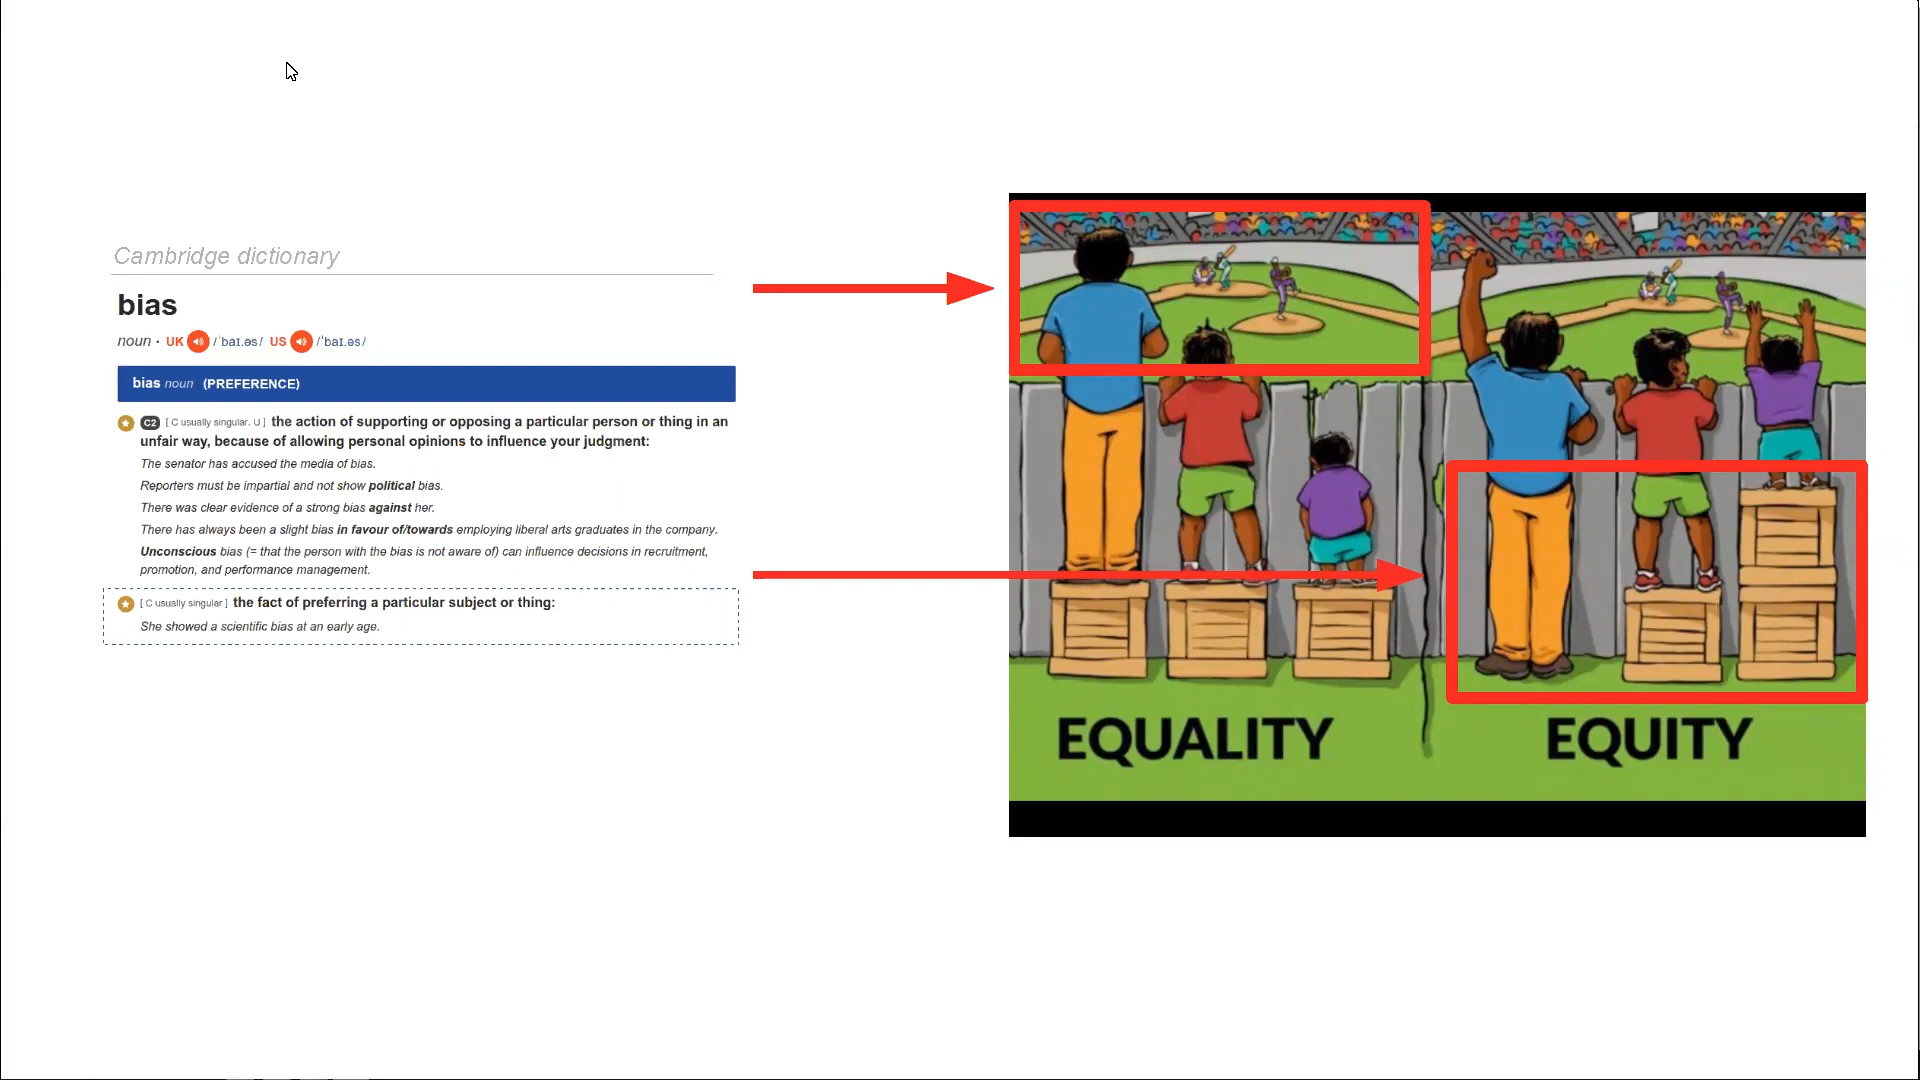 Cambridge dictionary
bias
noun · UK /ˈbaɪ.əs/ US /ˈbaɪ.əs/
bias noun (PREFERENCE)
C2 [ C usually singular, U ] the action of supporting or opposing a particular person or thing in an
unfair way, because of allowing personal opinions to influence your judgment:
The senator has accused the media of bias.
Reporters must be impartial and not show political bias.
There was clear evidence of a strong bias against her.
There has always been a slight bias in favour of/towards employing liberal arts graduates in the company.
Unconscious bias (= that the person with the bias is not aware of) can influence decisions in recruitment,
promotion, and performance management.
[ C usually singular ] the fact of preferring a particular subject or thing:
She showed a scientific bias at an early age.
EQUALITY
EQUITY